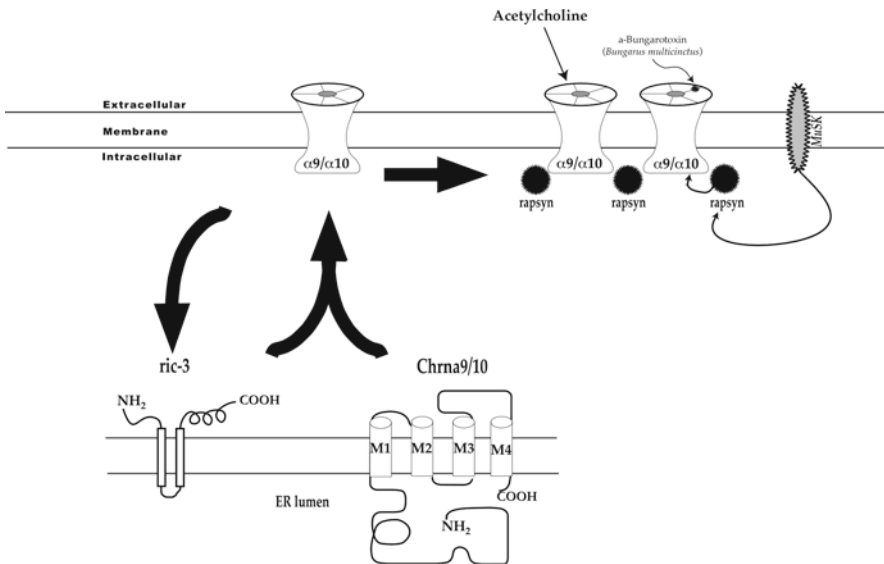 Acetylcholine
a-Bungarotoxin
(Bungarus multicinctus)
Extracellular
Membrane
Intracellular
α9/α10
α9/α10
α9/α10
MuSK
rapsyn
rapsyn
rapsyn
ric-3
Chrna9/10
NH2
COOH
M1
M2
M3
M4
ER lumen
COOH
NH2